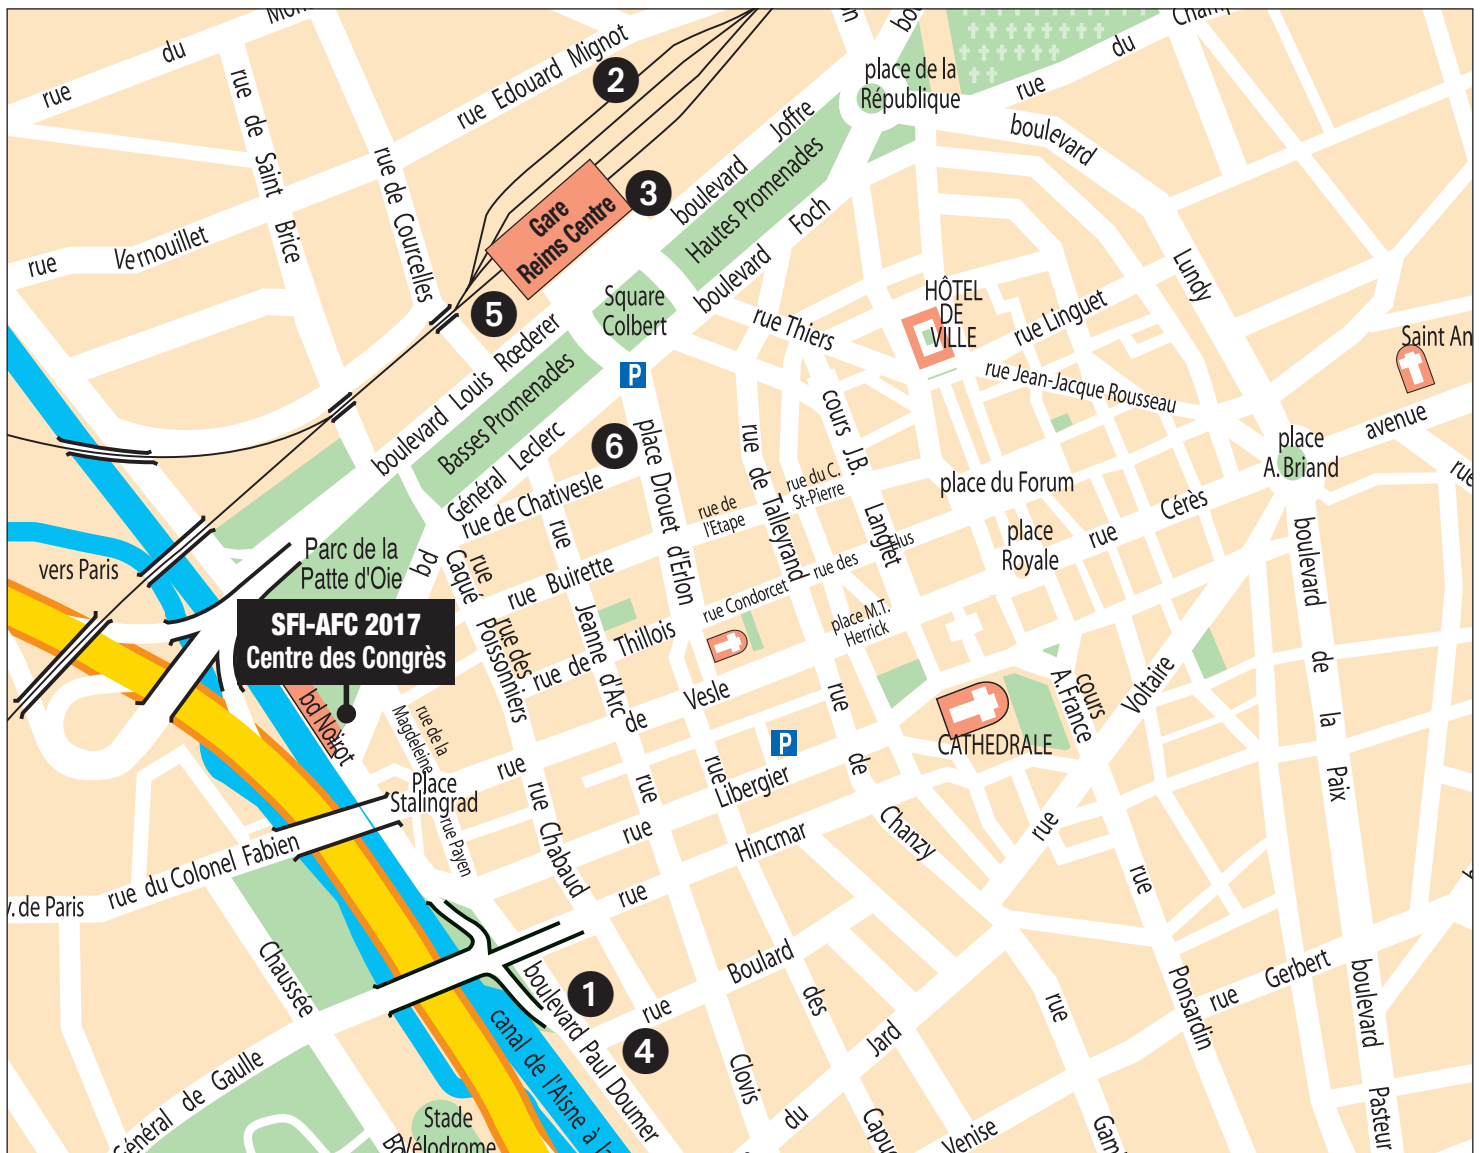 du
rue
rue
de
Saint
Brice
rue Edouard Mignot
2
rue de Courcelles
rue
Vernouillet
place de la
République
rue
du
boulevard
boulevard
Joffre
Hautes Promenades
boulevard
Foch
3
Gare
Reims Centre
5
Square
Colbert
P
rue Thiers
HÔTEL
DE
VILLE
rue Linguet
Lundy
rue Jean-Jacque Rousseau
avenue
place
A. Briand
boulevard Louis Rœderer
Basses Promenades
Général Leclerc
bd
6
rue de Chativesle
place Drouet d'Erlon
rue
de
Talleyrand
cours J.B.
Langlet
rue du C.
St-Pierre
rue de
l'Etape
place du Forum
place
Royale
rue
Cérès
vers Paris
Parc de la
Patte d'Oie
SFI-AFC 2017
Centre des Congrès
bd Noirot
rue
Caqué
rue
Buirette
rue
Jeanne d'Arc
rue des
Poissonniers
rue de
Thillois
rue Condorcet
rue des
place M.T.
Herrick
rue de la
Magdeleine
rue
de
Vesle
Place
Stalingrad
rue Payen
rue
Chabaud
rue
rue
P
rue
Libergier
rue
Hincmar
rue
de
Chanzy
CATHEDRALE
cours
A. France
rue
Voltaire
boulevard
de
la
Paix
rue
Ponsardin
rue du Colonel Fabien
de Paris
Chaussée
boulevard Paul Doumer
1
4
rue
Boulard
Clovis
des
du
Jard
rue
rue
Gerbert
boulevard
Pasteur
Venise
de Gaulle
canal de l'Aisne à
Stade
Vélodrome